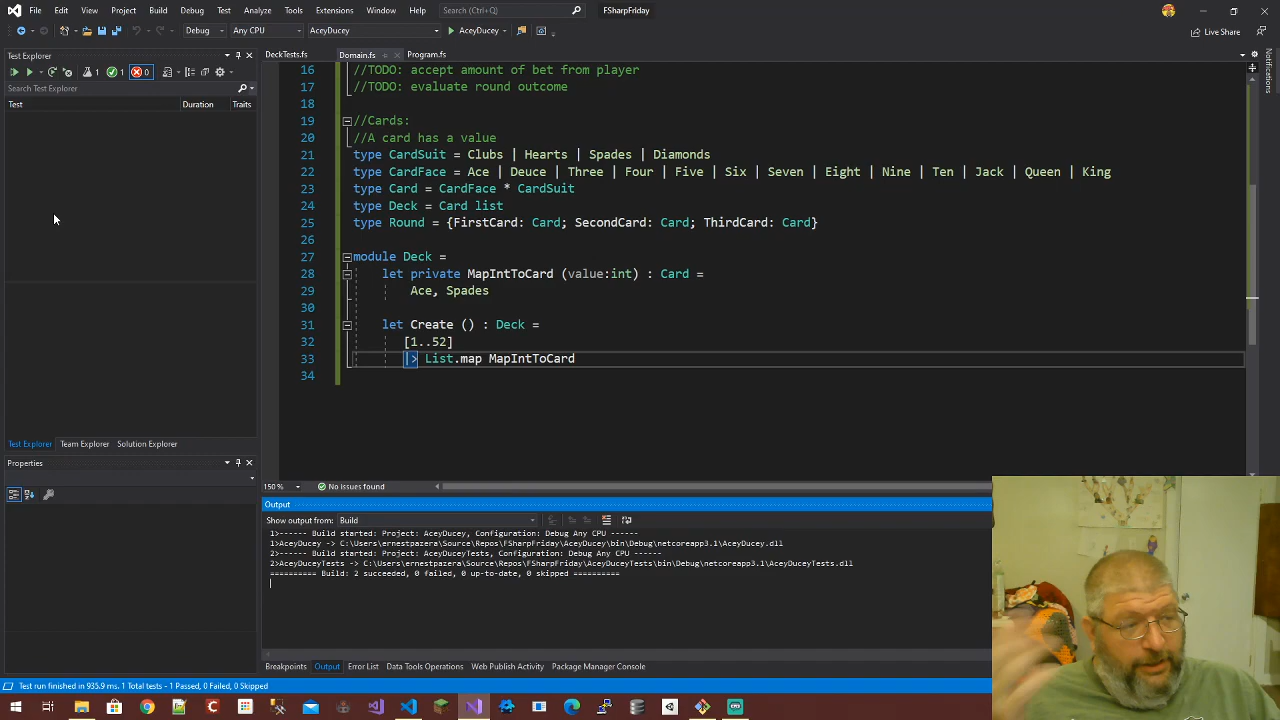 File Edit View Project Build Debug Test Analyze Tools Extensions Window Help Search (Ctrl+Q) FSharpFriday
Debug Any CPU AceyDucey AceyDucey Live Share
Test Explorer
DeckTests.fs Domain.fs Program.fs
1 1 0
Search Test Explorer
Test Duration Traits
16 //TODO: accept amount of bet from player
17 //TODO: evaluate round outcome
18
19 //Cards:
20 //A card has a value
21 type CardSuit = Clubs | Hearts | Spades | Diamonds
22 type CardFace = Ace | Deuce | Three | Four | Five | Six | Seven | Eight | Nine | Ten | Jack | Queen | King
23 type Card = CardFace * CardSuit
24 type Deck = Card list
25 type Round = {FirstCard: Card; SecondCard: Card; ThirdCard: Card}
26
27 module Deck =
28 let private MapIntToCard (value:int) : Card =
29 Ace, Spades
30
31 let Create () : Deck =
32 [1..52]
33 |> List.map MapIntToCard
34
Notifications
Test Explorer Team Explorer Solution Explorer
Properties
150 % No issues found
Output
Show output from: Build
1>------ Build started: Project: AceyDucey, Configuration: Debug Any CPU ------
1>AceyDucey -> C:\Users\ernestpazera\Source\Repos\FSharpFriday\AceyDucey\bin\Debug\netcoreapp3.1\AceyDucey.dll
2>------ Build started: Project: AceyDuceyTests, Configuration: Debug Any CPU ------
2>AceyDuceyTests -> C:\Users\ernestpazera\Source\Repos\FSharpFriday\AceyDuceyTests\bin\Debug\netcoreapp3.1\AceyDuceyTests.dll
========== Build: 2 succeeded, 0 failed, 0 up-to-date, 0 skipped ==========
Breakpoints Output Error List Data Tools Operations Web Publish Activity Package Manager Console
Test run finished in 935.9 ms. 1 Total tests - 1 Passed, 0 Failed, 0 Skipped